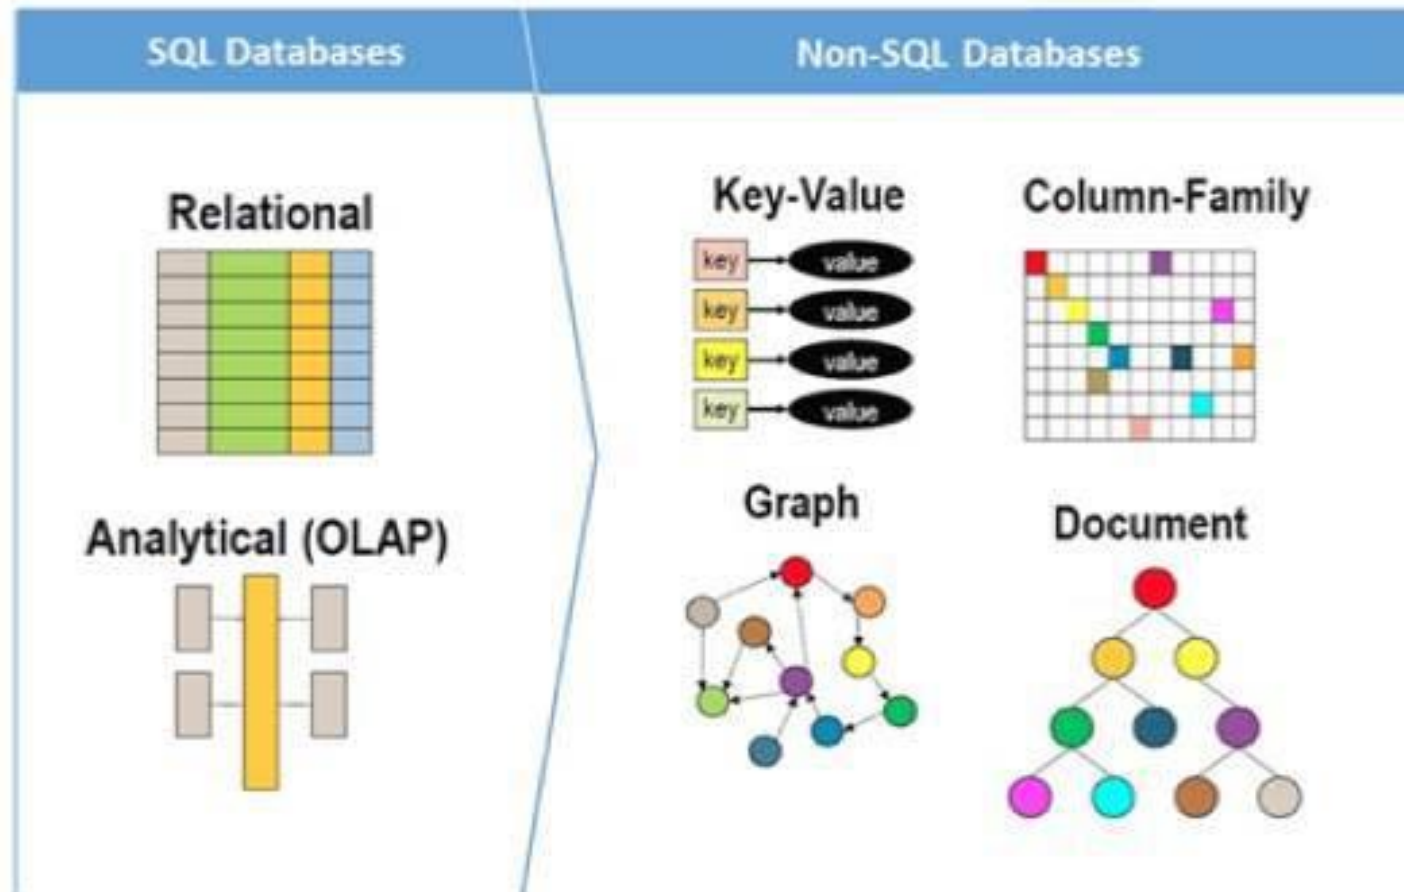 SQL Databases
Non-SQL Databases
Relational
Analytical (OLAP)
Key-Value
key value
key value
key value
key value
Column-Family
Graph
Document